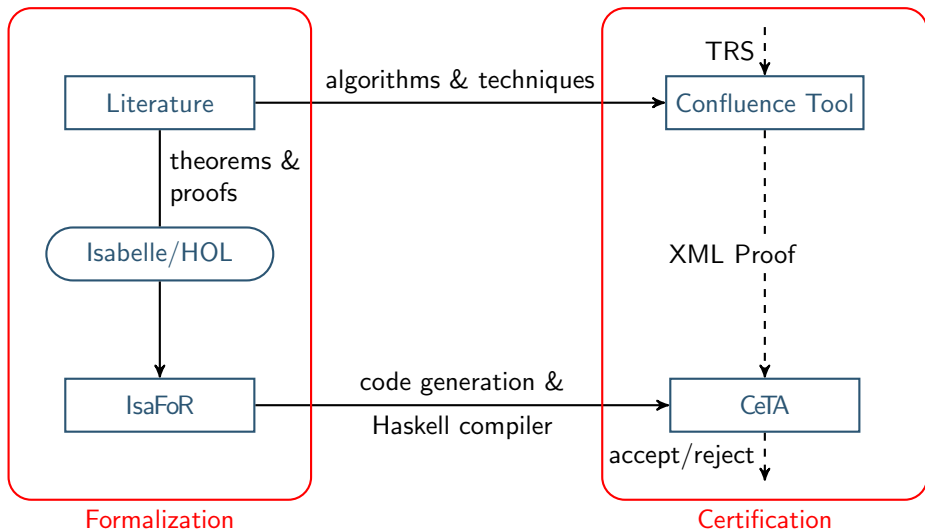 TRS
Literature
algorithms & techniques
Confluence Tool
theorems &
proofs
Isabelle/HOL
XML Proof
IsaFoR
code generation &
Haskell compiler
CeTA
accept/reject
Formalization
Certification